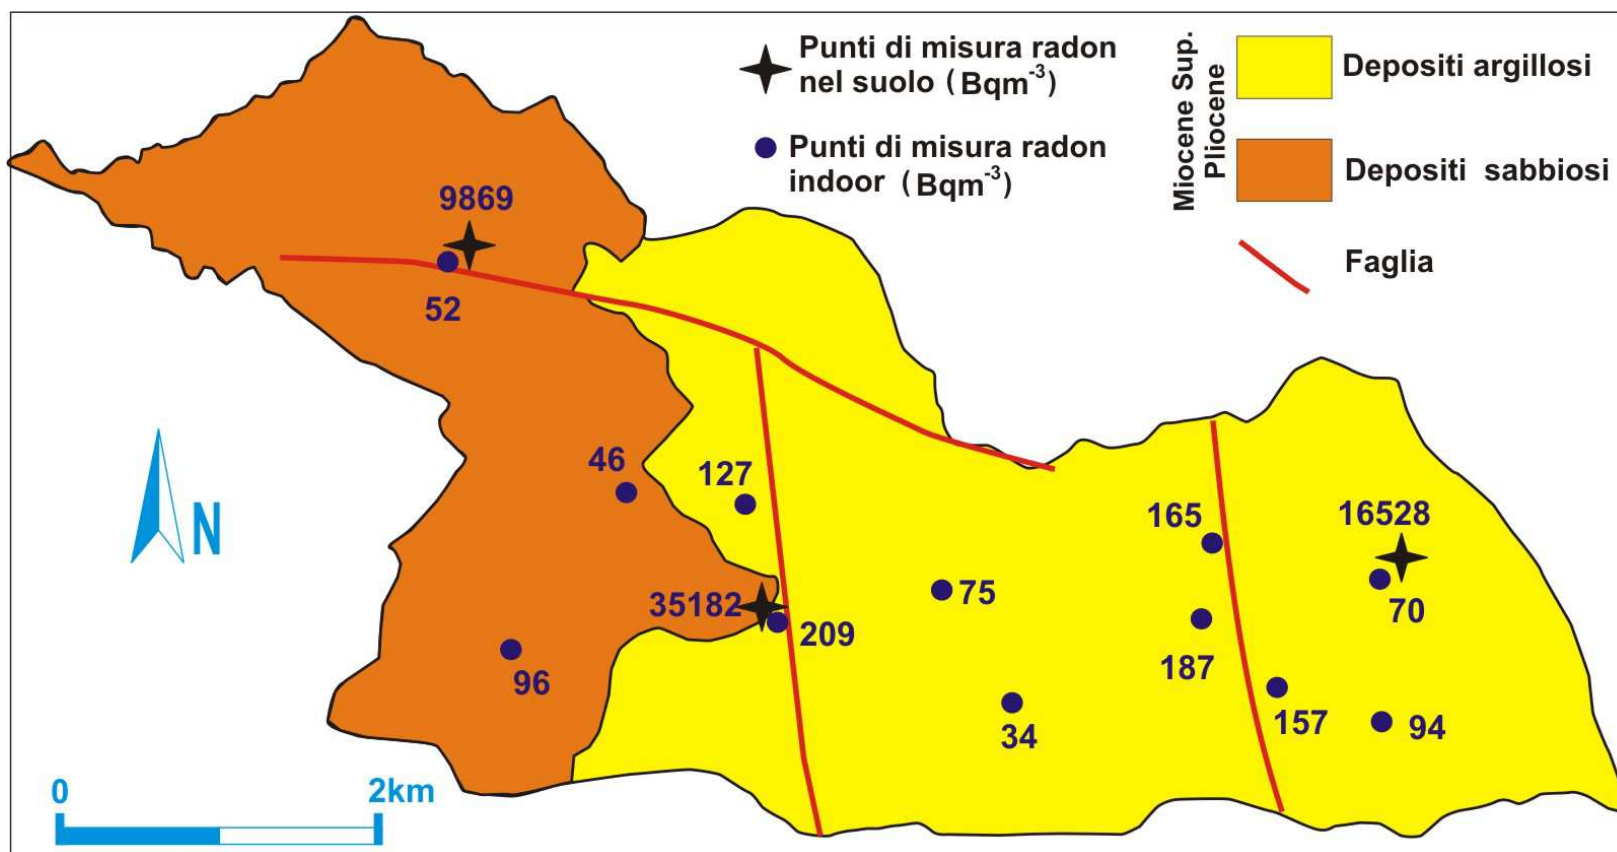 Punti di misura radon
nel suolo (Bqm⁻³)
Punti di misura radon
indoor (Bqm⁻³)
Miocene Sup.
Pliocene
Depositi argillosi
Depositi sabbiosi
Faglia
9869
52
46
127
165
16528
75
70
35182
209
187
96
34
157
94
N
0
2km